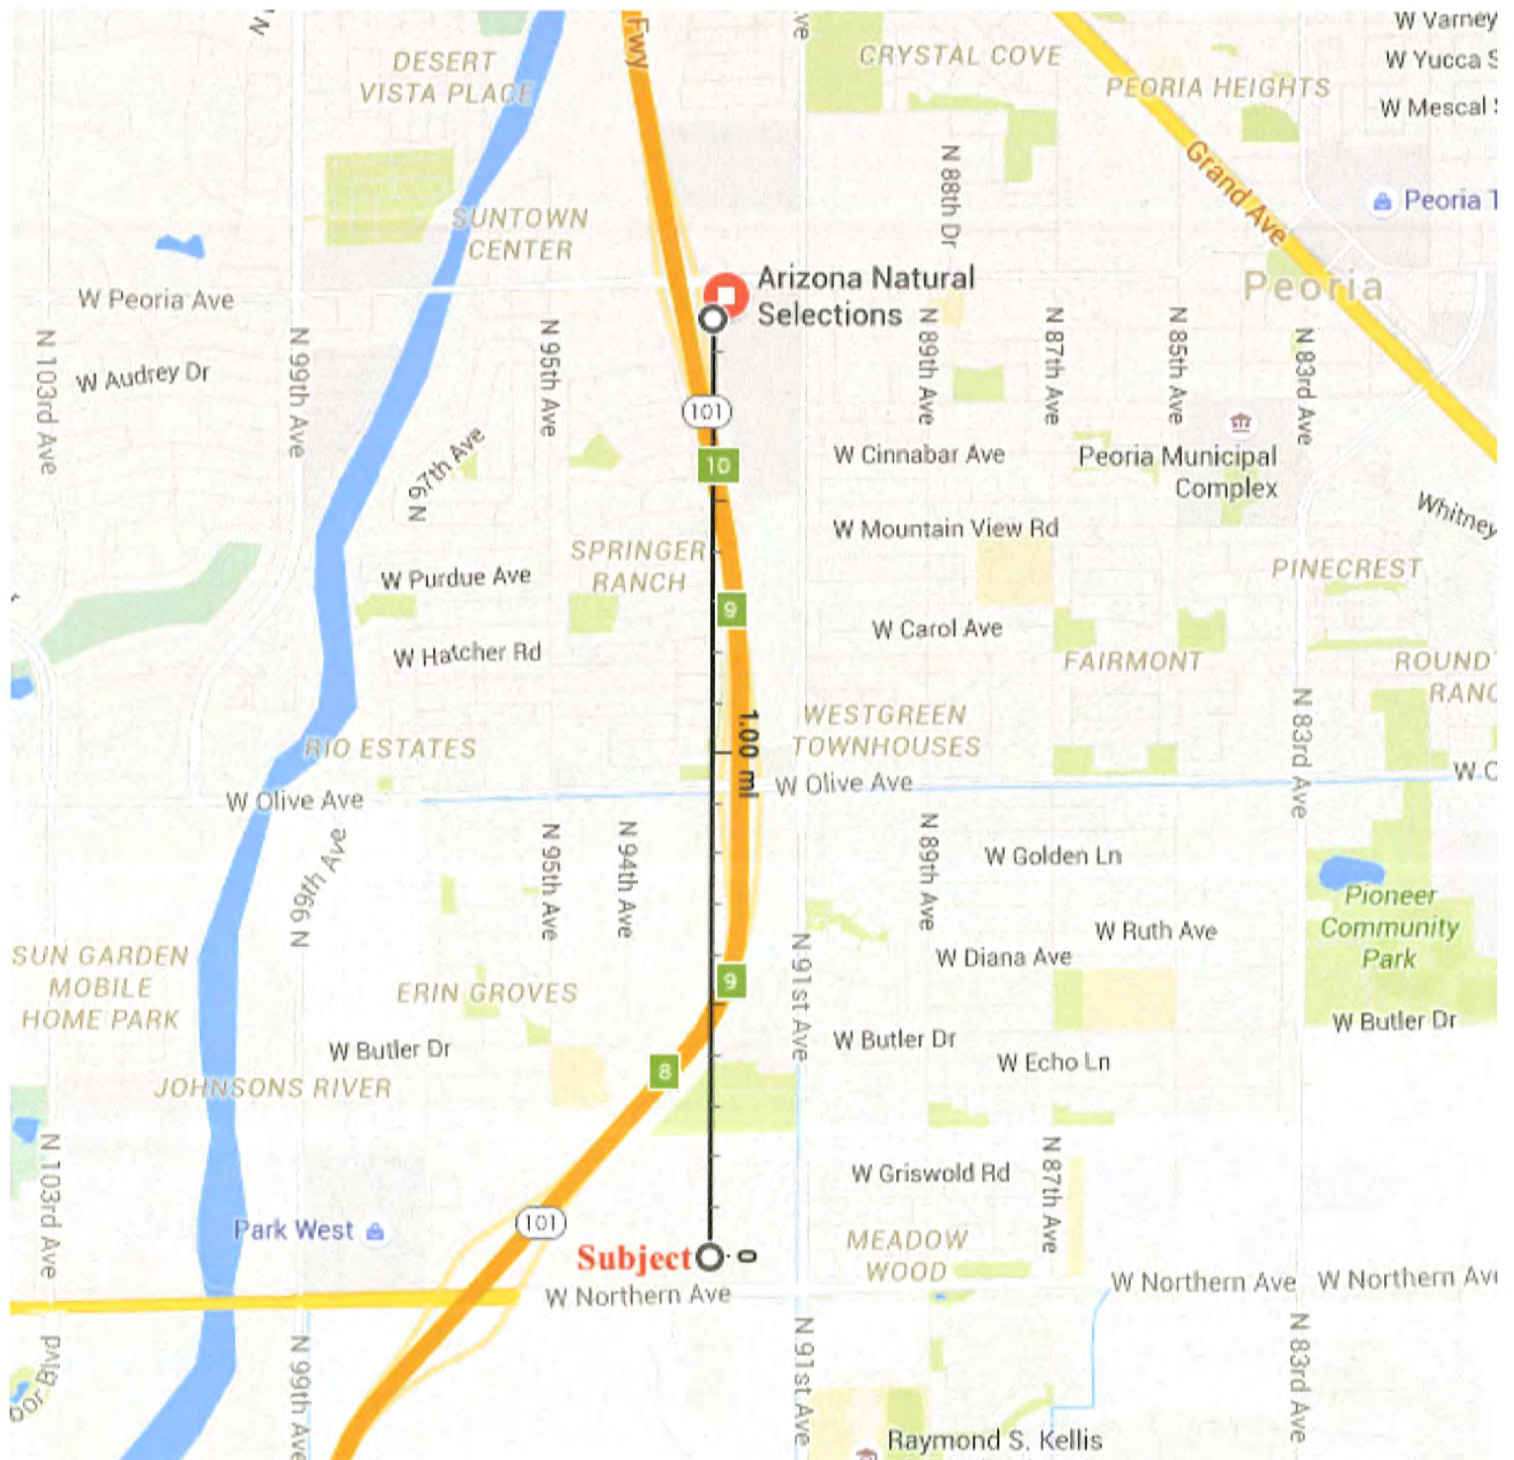 N
Fwy
ve
W Varney
DESERT
VISTA PLACE
CRYSTAL COVE
PEORIA HEIGHTS
W Yucca S
W Mescal
N 88th Dr
Grand Ave
Peoria T
SUNTOWN
CENTER
Arizona Natural
Selections
Peoria
W Peoria Ave
N 103rd Ave
W Audrey Dr
N 99th Ave
N 95th Ave
N 89th Ave
N 87th Ave
N 85th Ave
N 83rd Ave
101
10
W Cinnabar Ave
Peoria Municipal
Complex
N 97th Ave
Whitney
W Mountain View Rd
SPRINGER
RANCH
W Purdue Ave
PINECREST
9
W Carol Ave
W Hatcher Rd
FAIRMONT
ROUND
RANC
N 83rd Ave
1.00 mi
WESTGREEN
TOWNHOUSES
RIO ESTATES
W Olive Ave
W Olive Ave
W O
N 99th Ave
N 95th Ave
N 94th Ave
N 89th Ave
W Golden Ln
Pioneer
Community
Park
W Ruth Ave
W Diana Ave
SUN GARDEN
MOBILE
HOME PARK
ERIN GROVES
9
N 91st Ave
W Butler Dr
W Butler Dr
W Butler Dr
W Echo Ln
8
JOHNSONS RIVER
N 103rd Ave
W Griswold Rd
N 87th Ave
Park West
101
Subject
0
MEADOW
WOOD
W Northern Ave
W Northern Ave
W Northern Av
or Blvd
N 99th Ave
N 91st Ave
N 83rd Ave
Raymond S. Kellis